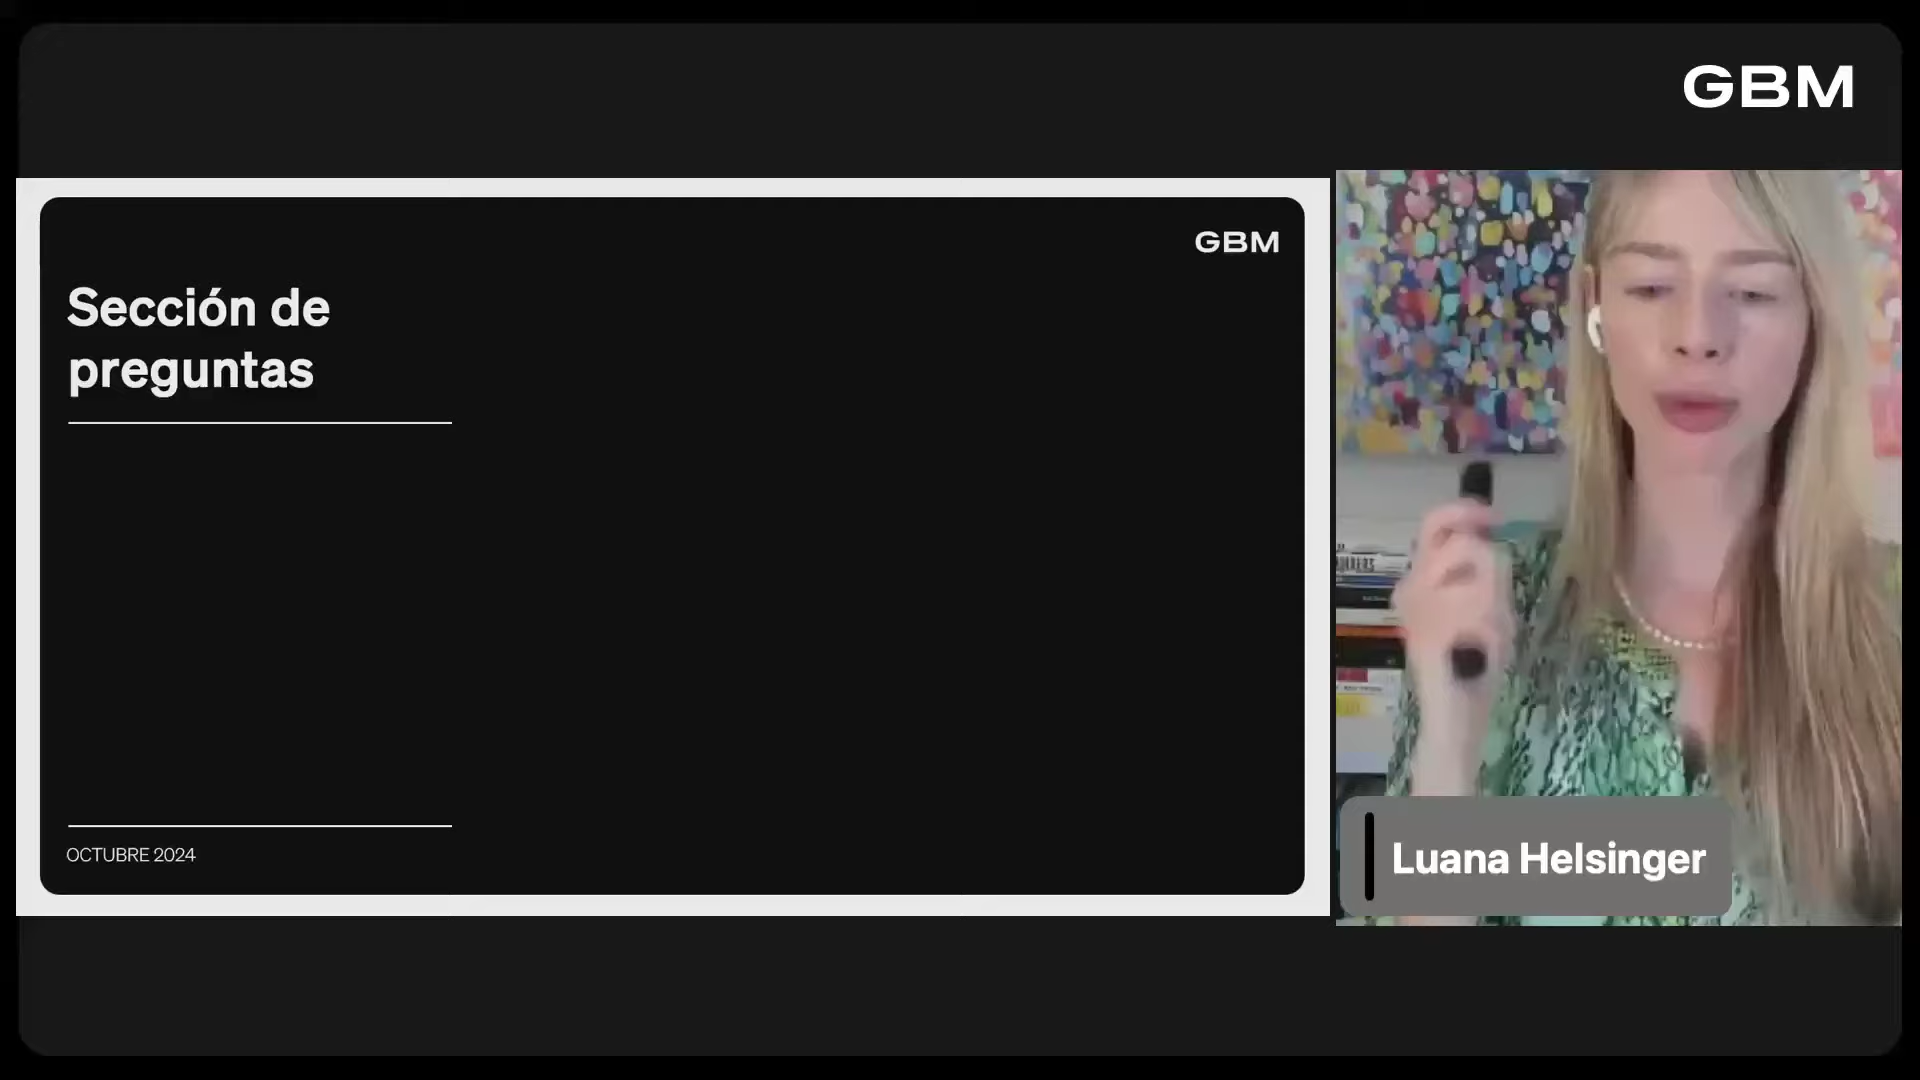 GBM
GBM
Sección de
preguntas
OCTUBRE 2024
Luana Helsinger